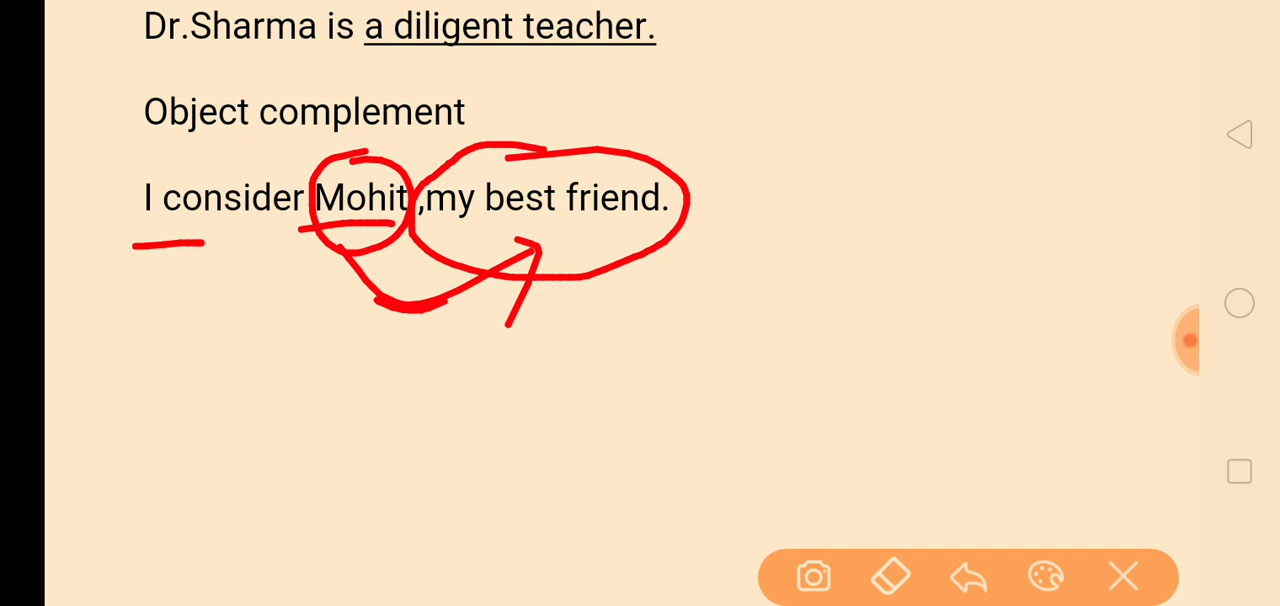 Dr.Sharma is a diligent teacher.
Object complement
I consider Mohit ,my best friend.